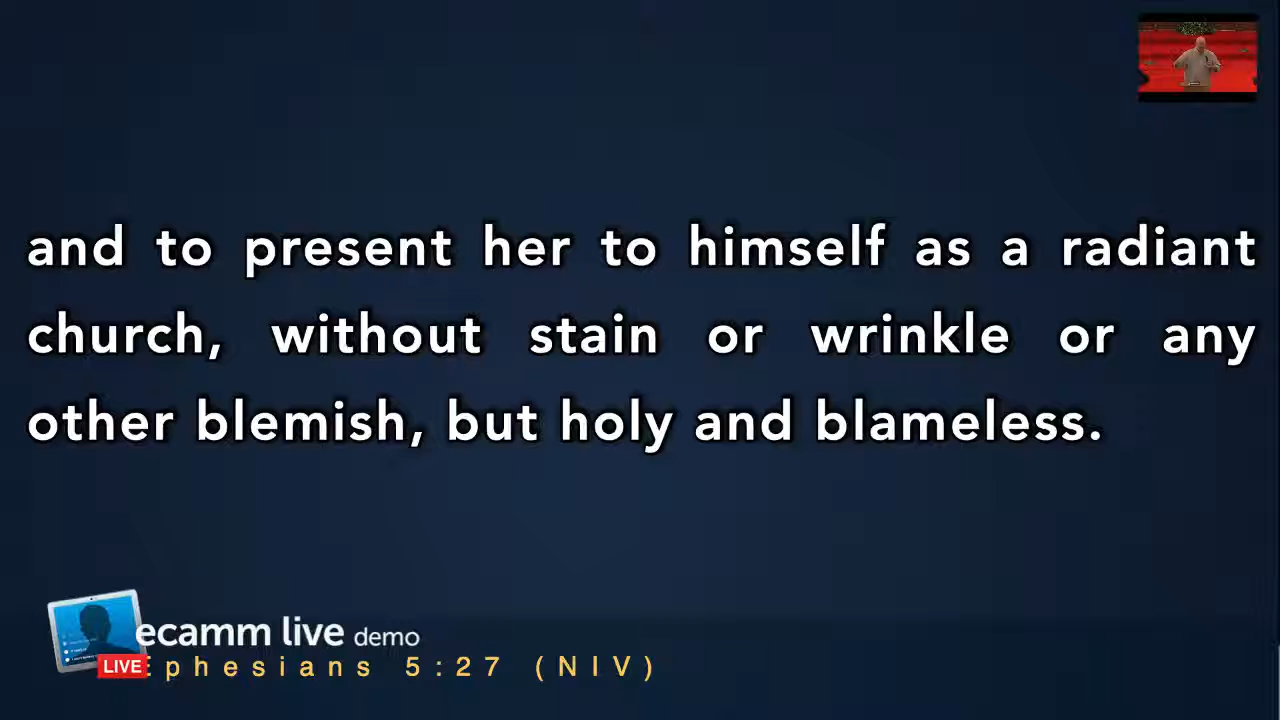 and to present her to himself as a radiant
church, without stain or wrinkle or any
other blemish, but holy and blameless.
ecamm live demo
LIVE
Ephesians 5:27 (NIV)